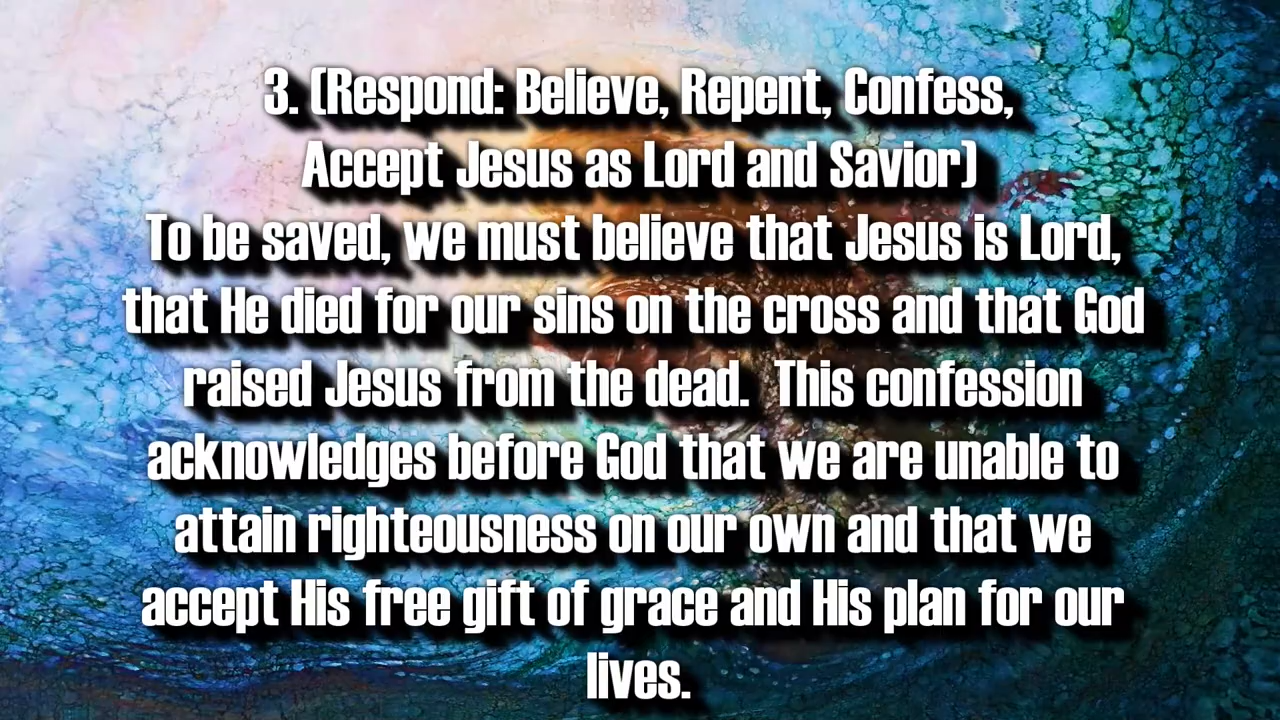 3. (Respond: Believe, Repent, Confess,
Accept Jesus as Lord and Savior)
To be saved, we must believe that Jesus is Lord,
that He died for our sins on the cross and that God
raised Jesus from the dead.  This confession
acknowledges before God that we are unable to
attain righteousness on our own and that we
accept His free gift of grace and His plan for our
lives.